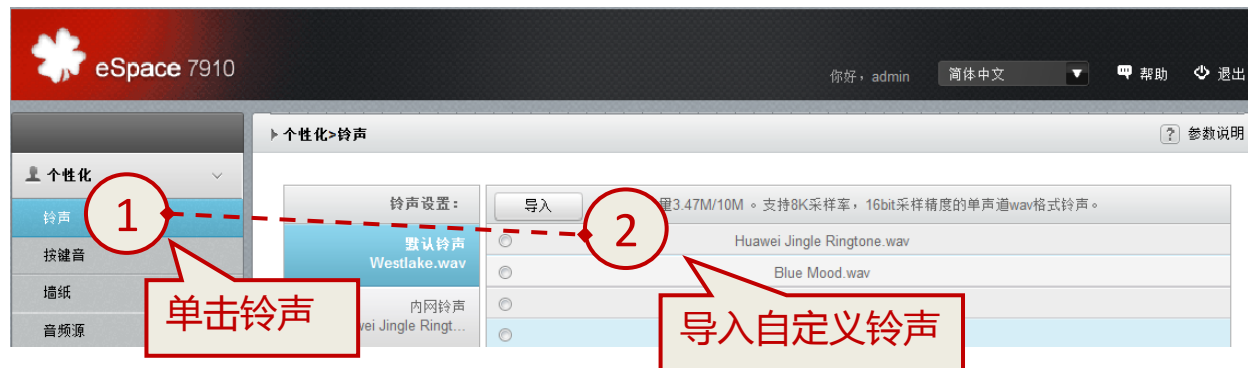 eSpace 7910
你好，admin
简体中文
帮助
退出
个性化>铃声
参数说明
个性化
铃声
按键音
墙纸
音频源
铃声设置：
默认铃声
Westlake.wav
内网铃声
wei Jingle Ringt...
导入
量3.47M/10M 。支持8K采样率，16bit采样精度的单声道wav格式铃声。
Huawei Jingle Ringtone.wav
Blue Mood.wav
1
单击铃声
2
导入自定义铃声